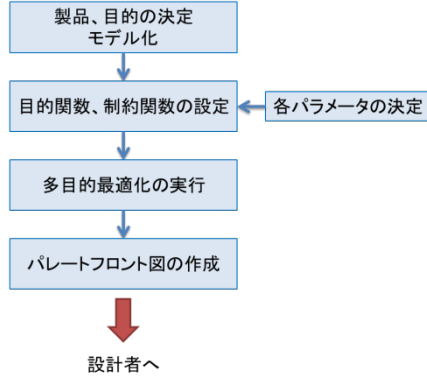 製品、目的の決定
モデル化
目的関数、制約関数の設定
各パラメータの決定
多目的最適化の実行
パレートフロント図の作成
設計者へ